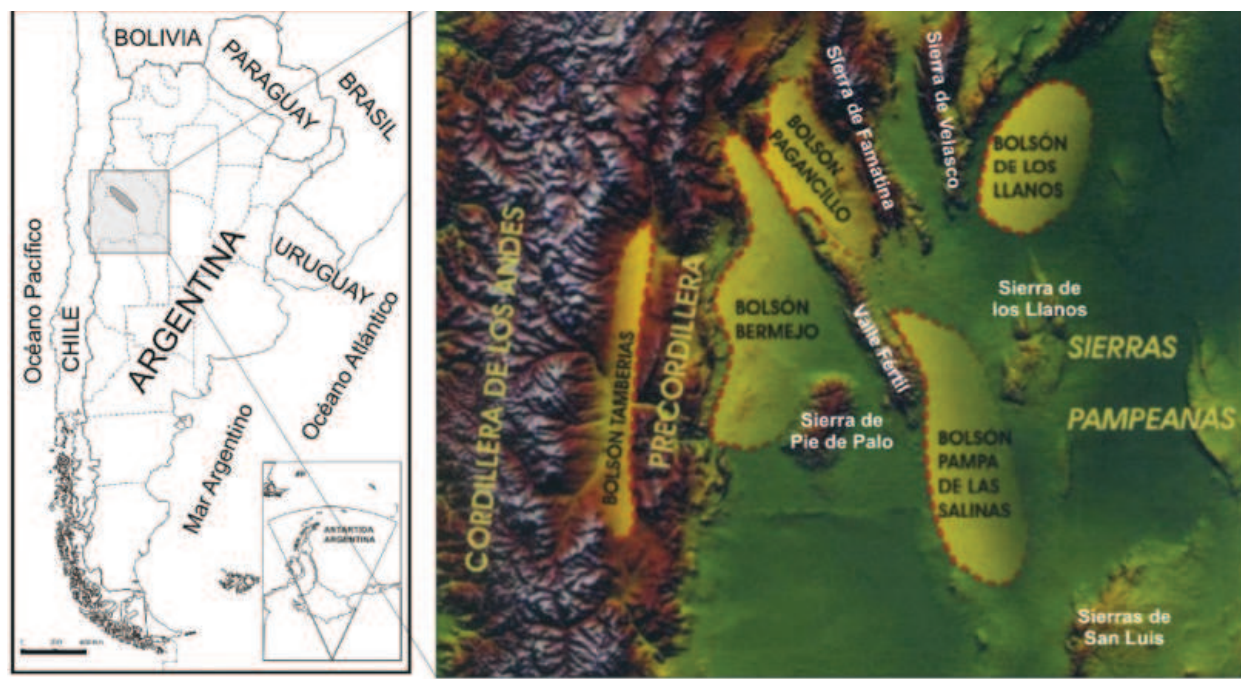 BOLIVIA
PARAGUAY
BRASIL
Océano Pacífico
CHILE
ARGENTINA
URUGUAY
Océano Atlántico
Mar Argentino
ANTARTIDA
ARGENTINA
CORDILLERA DE LOS ANDES
BOLSÓN TAMBERIAS
PRECORDILLERA
BOLSÓN
BERMEJO
BOLSÓN
PAGANCILLO
Sierra de Famatina
Sierra de Velasco
BOLSÓN
DE LOS
LLANOS
Sierra de
los Llanos
Valle Fértil
SIERRAS
PAMPEANAS
Sierra de
Pie de Palo
BOLSÓN
PAMPA
DE LAS
SALINAS
Sierras de
San Luis